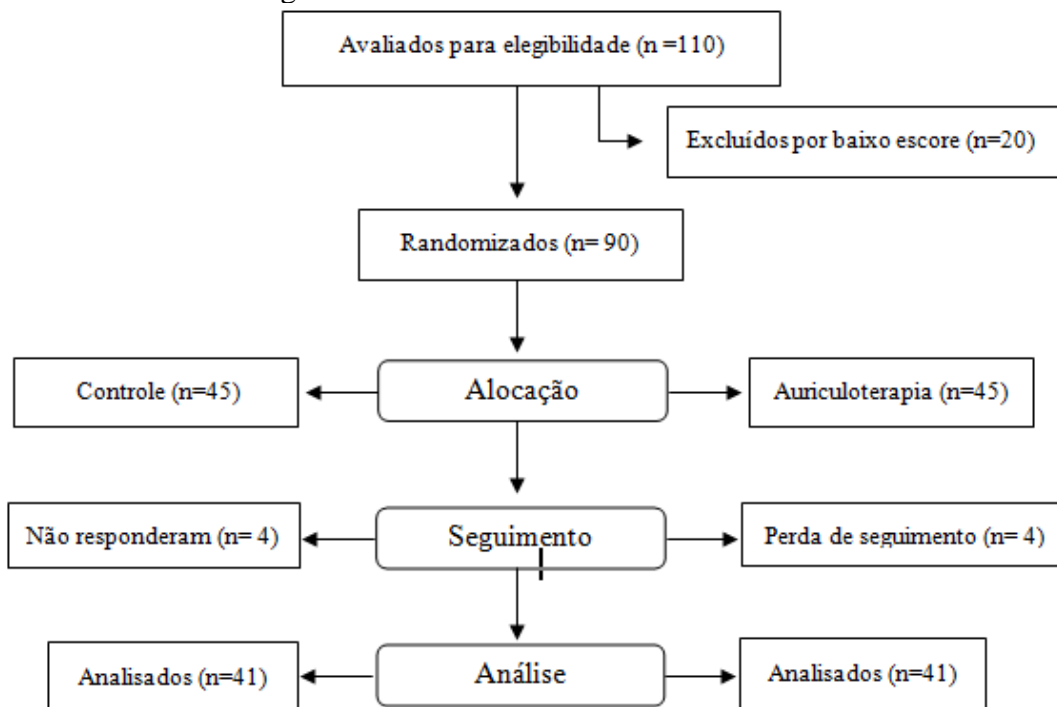 Avaliados para elegibilidade (n =110)
Excluídos por baixo escore (n=20)
Randomizados (n= 90)
Controle (n=45)
Alocação
Auriculoterapia (n=45)
Não responderam (n= 4)
Seguimento
Perda de seguimento (n= 4)
Analisados (n=41)
Análise
Analisados (n=41)